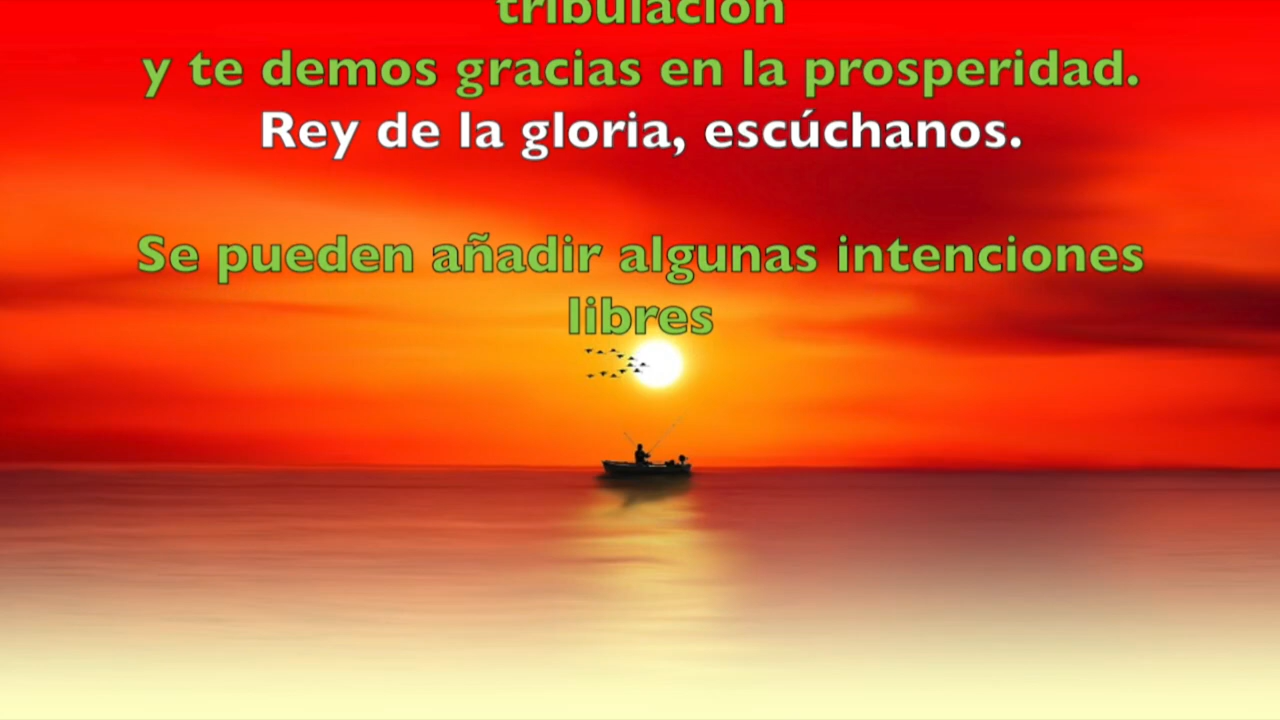 tribulación
y te demos gracias en la prosperidad.
Rey de la gloria, escúchanos.
Se pueden añadir algunas intenciones
libres